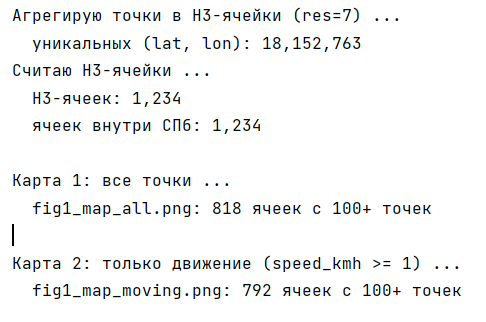 Агрегирую точки в H3-ячейки (res=7) ...
уникальных (lat, lon): 18,152,763
Считаю H3-ячейки ...
H3-ячеек: 1,234
ячеек внутри СПб: 1,234
Карта 1: все точки ...
fig1_map_all.png: 818 ячеек с 100+ точек
Карта 2: только движение (speed_kmh >= 1) ...
fig1_map_moving.png: 792 ячеек с 100+ точек